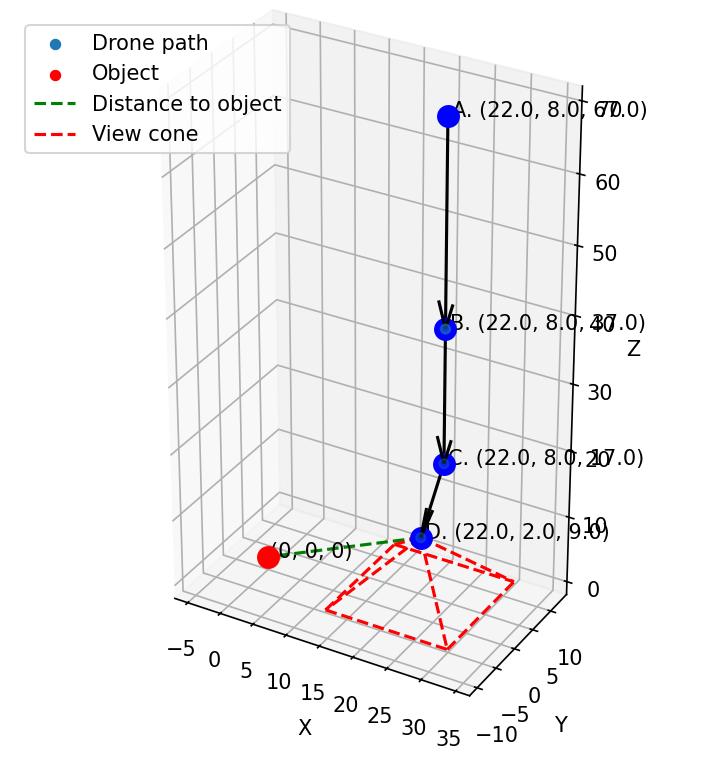 Drone path
Object
Distance to object
View cone
A. (22.0, 8.0, 67.0)
B. (22.0, 8.0, 37.0)
C. (22.0, 8.0, 17.0)
D. (22.0, 2.0, 9.0)
(0, 0, 0)
70
60
50
40
30
20
10
0
Z
−5
0
5
10
15
20
25
30
35
X
−10
−5
0
5
10
Y